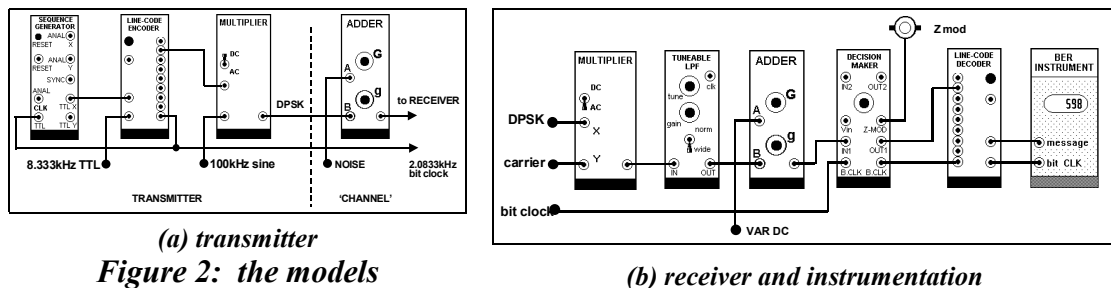 SEQUENCE GENERATOR
RESET
ANAL X
RESET
ANAL Y
SYNC
ANAL
CLK
TTL X
TTL
TTL Y
LINE-CODE ENCODER
MULTIPLIER
DC
AC
DPSK
ADDER
G
A
g
B
to RECEIVER
8.333kHz TTL
100kHz sine
NOISE
2.0833kHz bit clock
TRANSMITTER
'CHANNEL'
(a) transmitter
Figure 2: the models
MULTIPLIER
DC
AC
X
Y
DPSK
carrier
bit clock
TUNEABLE LPF
clk
tune
gain
norm
wide
IN
OUT
ADDER
G
A
g
B
VAR DC
DECISION MAKER
IN2
OUT2
Vin
Z-MOD
IN1
OUT1
B.CLK
B.CLK
Z mod
LINE-CODE DECODER
BER INSTRUMENT
598
message
bit CLK
(b) receiver and instrumentation